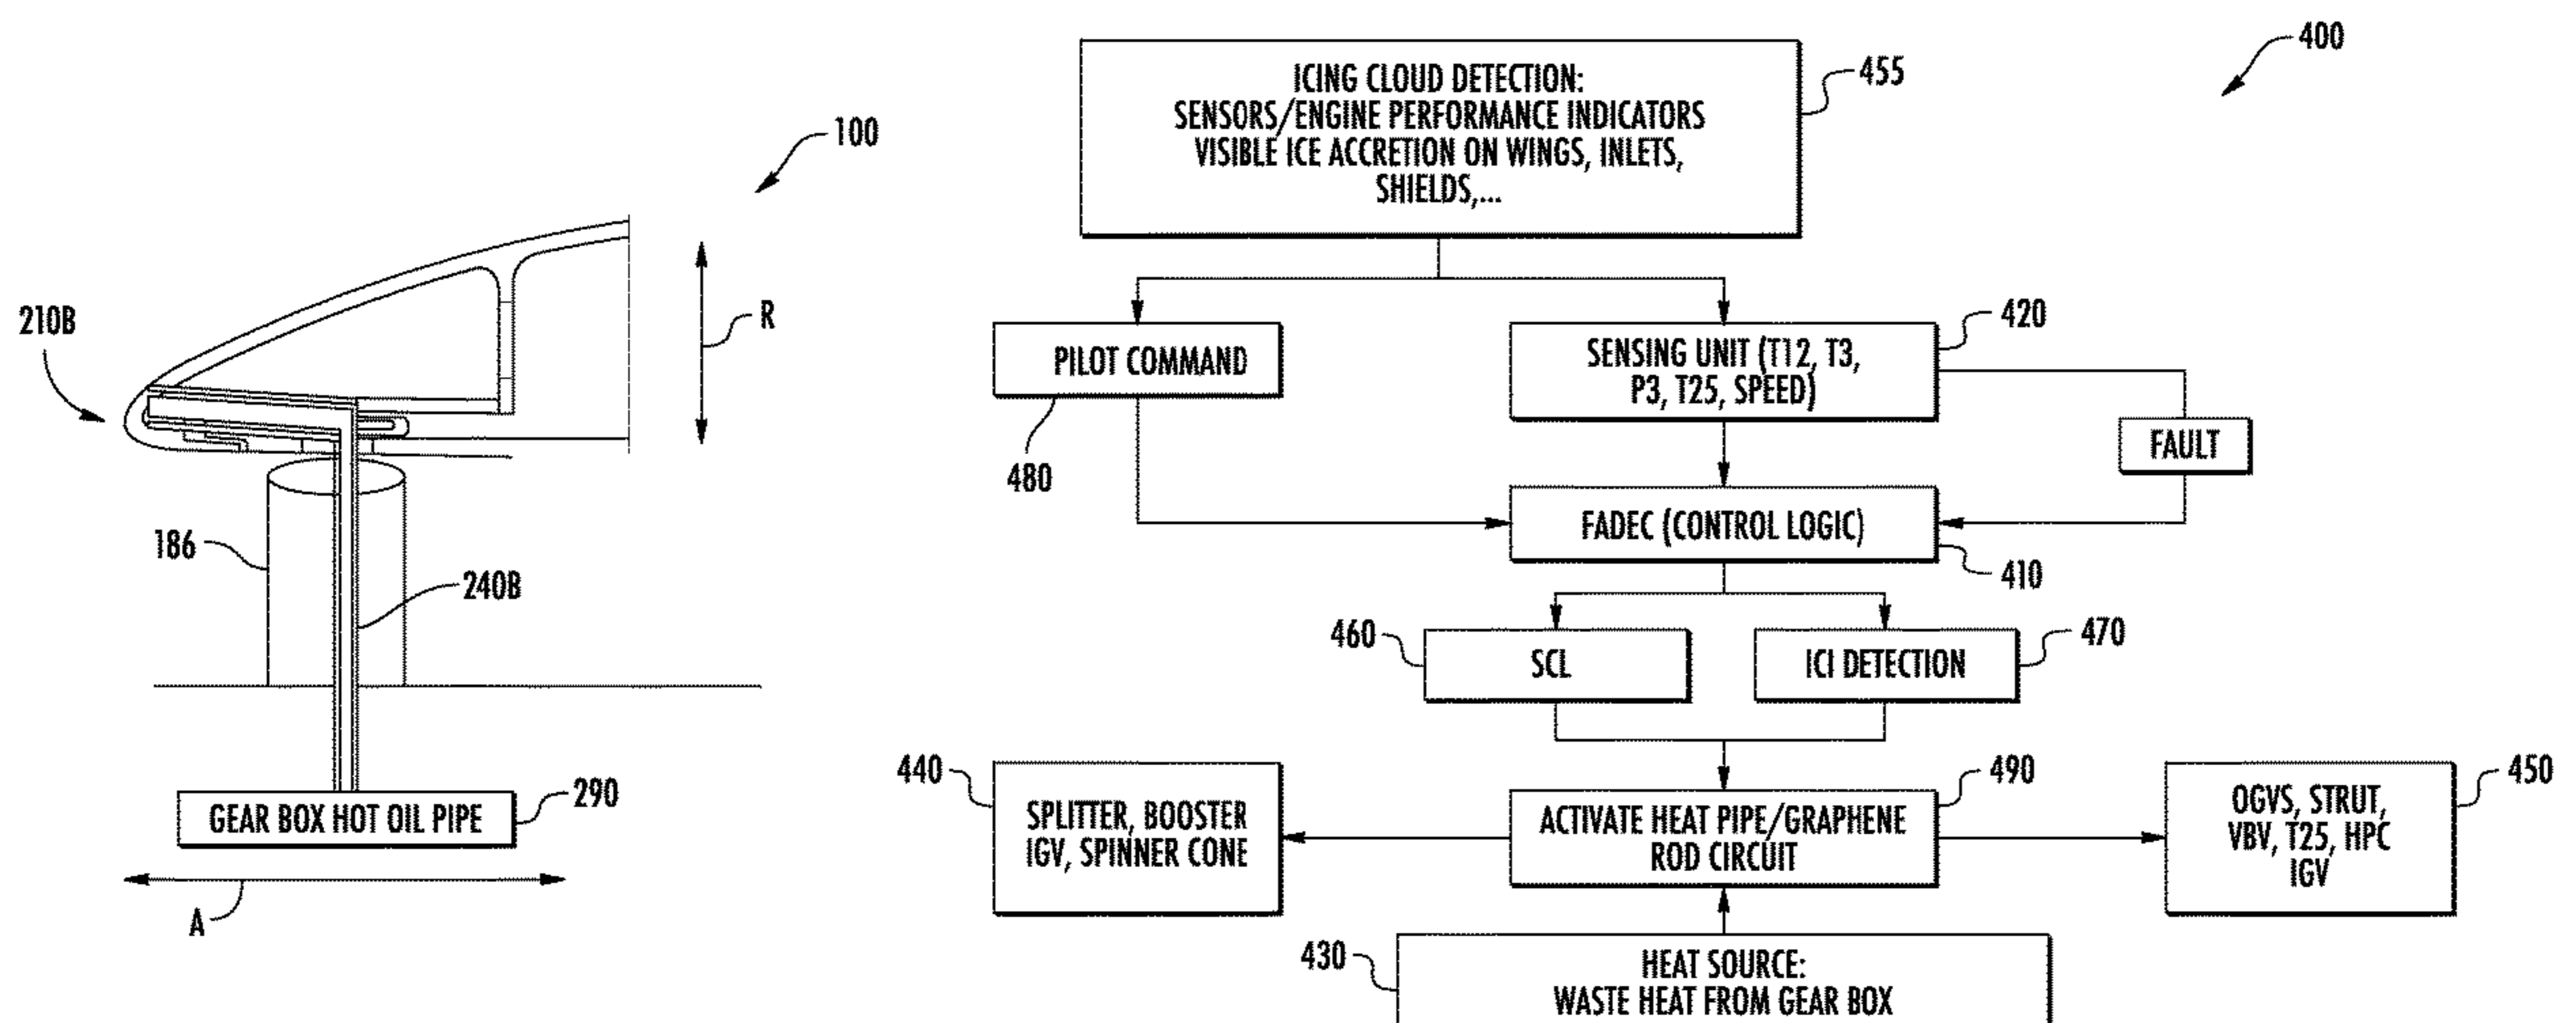 100
210B
R
186
240B
GEAR BOX HOT OIL PIPE
290
A
400
ICING CLOUD DETECTION:
SENSORS/ENGINE PERFORMANCE INDICATORS
VISIBLE ICE ACCRETION ON WINGS, INLETS,
SHIELDS,...
455
PILOT COMMAND
480
SENSING UNIT (T12, T3,
P3, T25, SPEED)
420
FAULT
FADEC (CONTROL LOGIC)
410
460
SCL
ICI DETECTION
470
440
SPLITTER, BOOSTER
IGV, SPINNER CONE
ACTIVATE HEAT PIPE/GRAPHENE
ROD CIRCUIT
490
OGVS, STRUT,
VBV, T25, HPC
IGV
450
430
HEAT SOURCE:
WASTE HEAT FROM GEAR BOX